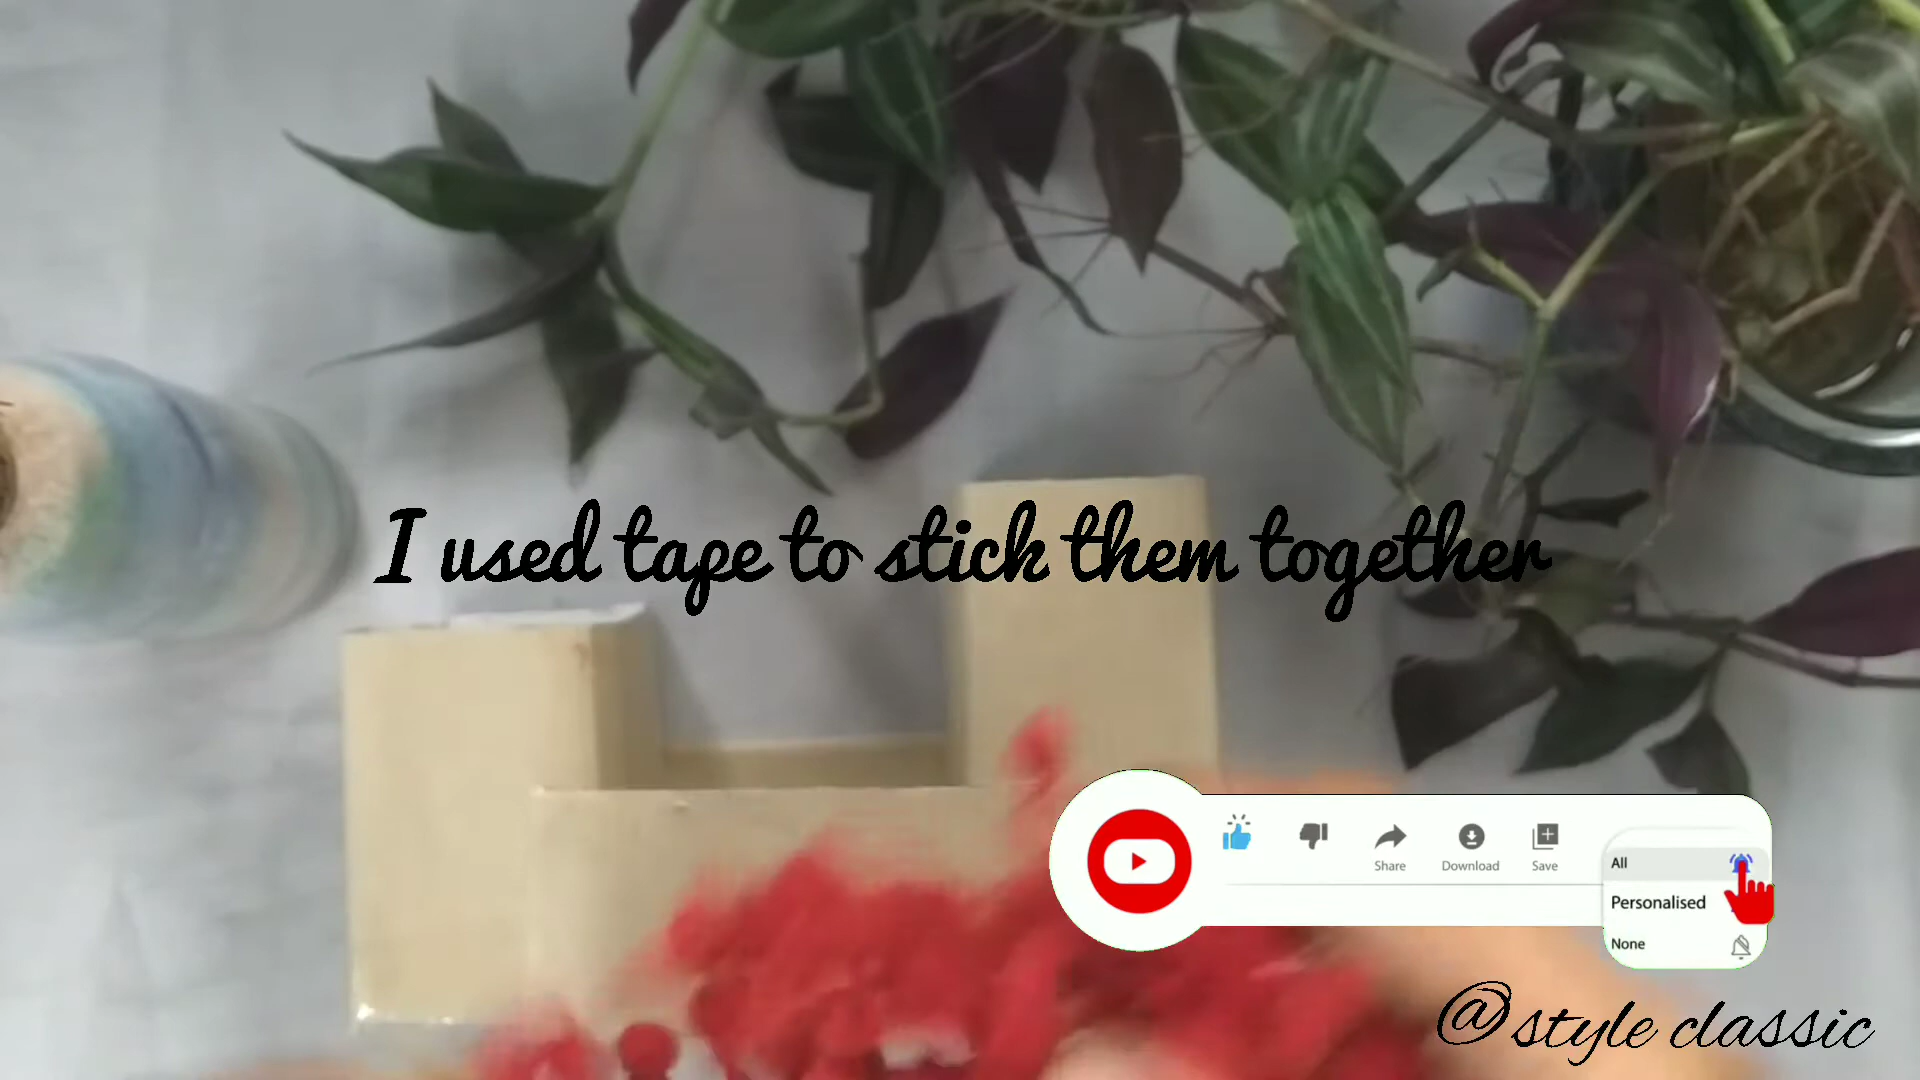 I used tape to stick them together
Share
Download
Save
All
Personalised
None
@style classic